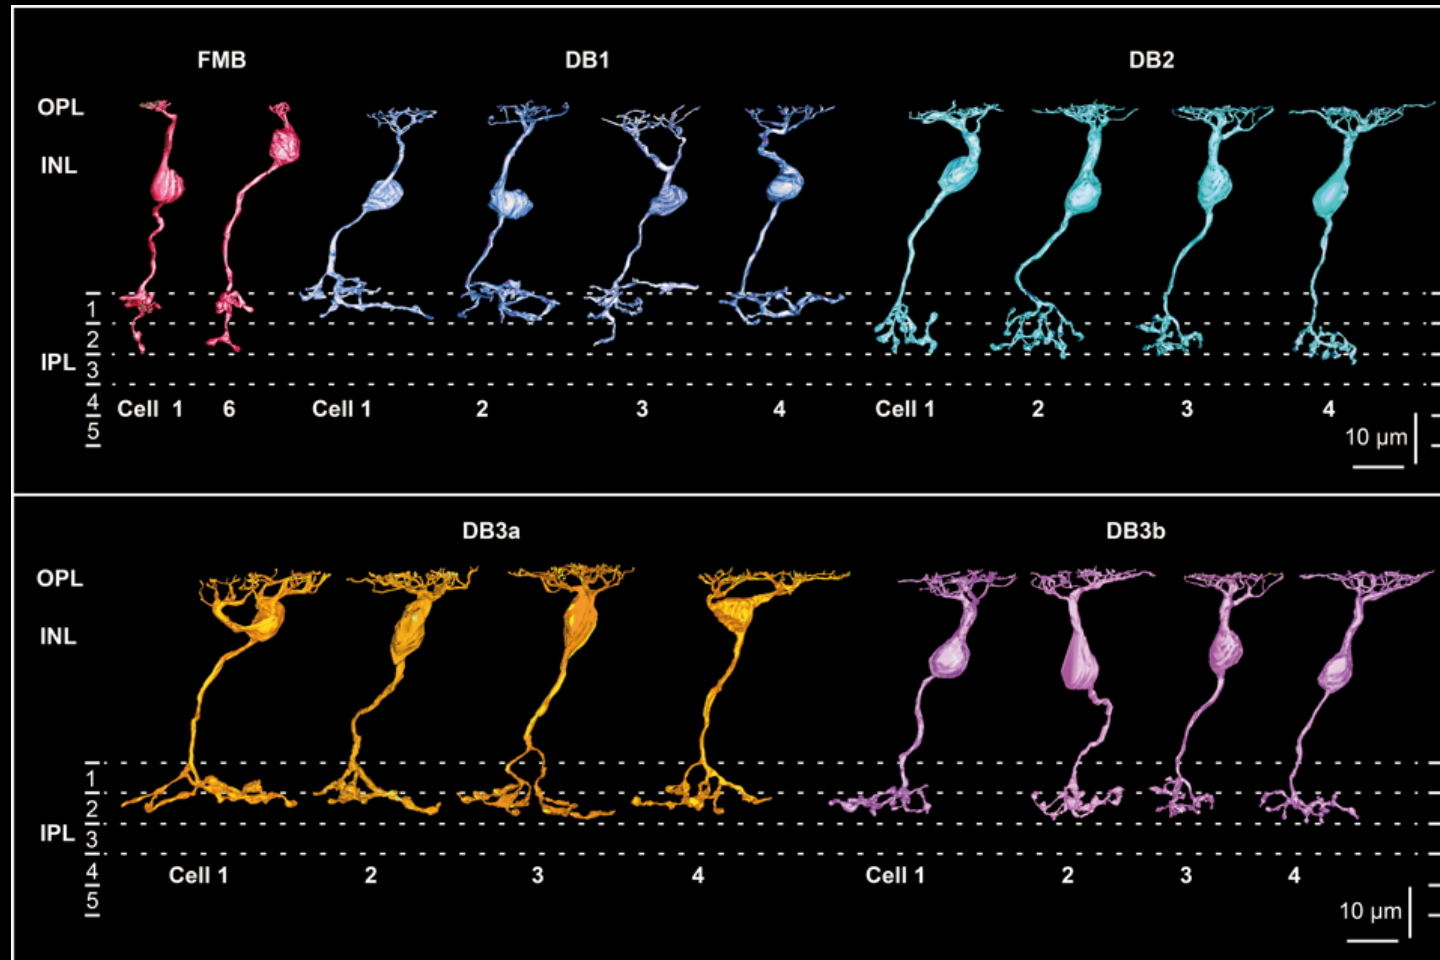 FMB DB1 DB2
OPL
INL
1
2
IPL
3
4
5
Cell 1 6 Cell 1 2 3 4 Cell 1 2 3 4
10 µm
DB3a DB3b
OPL
INL
1
2
IPL
3
4
5
Cell 1 2 3 4 Cell 1 2 3 4
10 µm